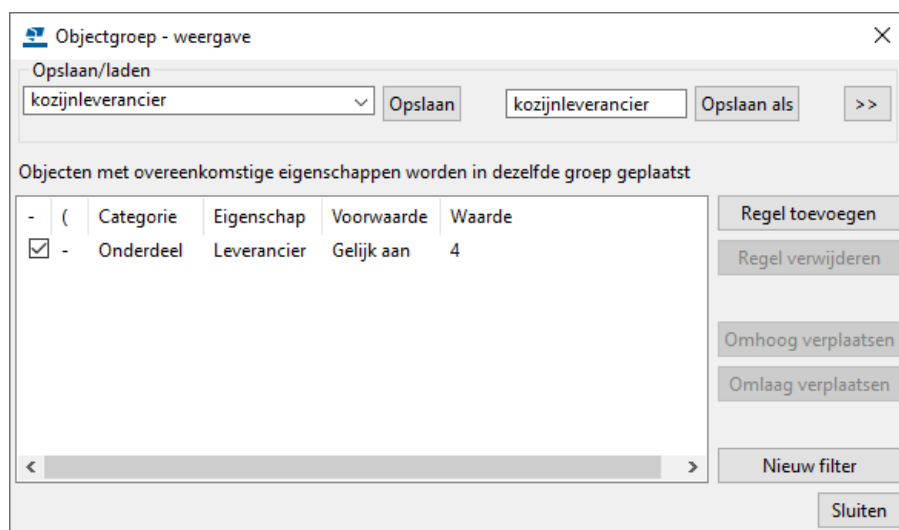 Objectgroep - weergave
Opslaan/laden
kozijnleverancier Opslaan kozijnleverancier Opslaan als >>
Objecten met overeenkomstige eigenschappen worden in dezelfde groep geplaatst
- ( Categorie Eigenschap Voorwaarde Waarde
- Onderdeel Leverancier Gelijk aan 4
Regel toevoegen
Regel verwijderen
Omhoog verplaatsen
Omlaag verplaatsen
Nieuw filter
Sluiten